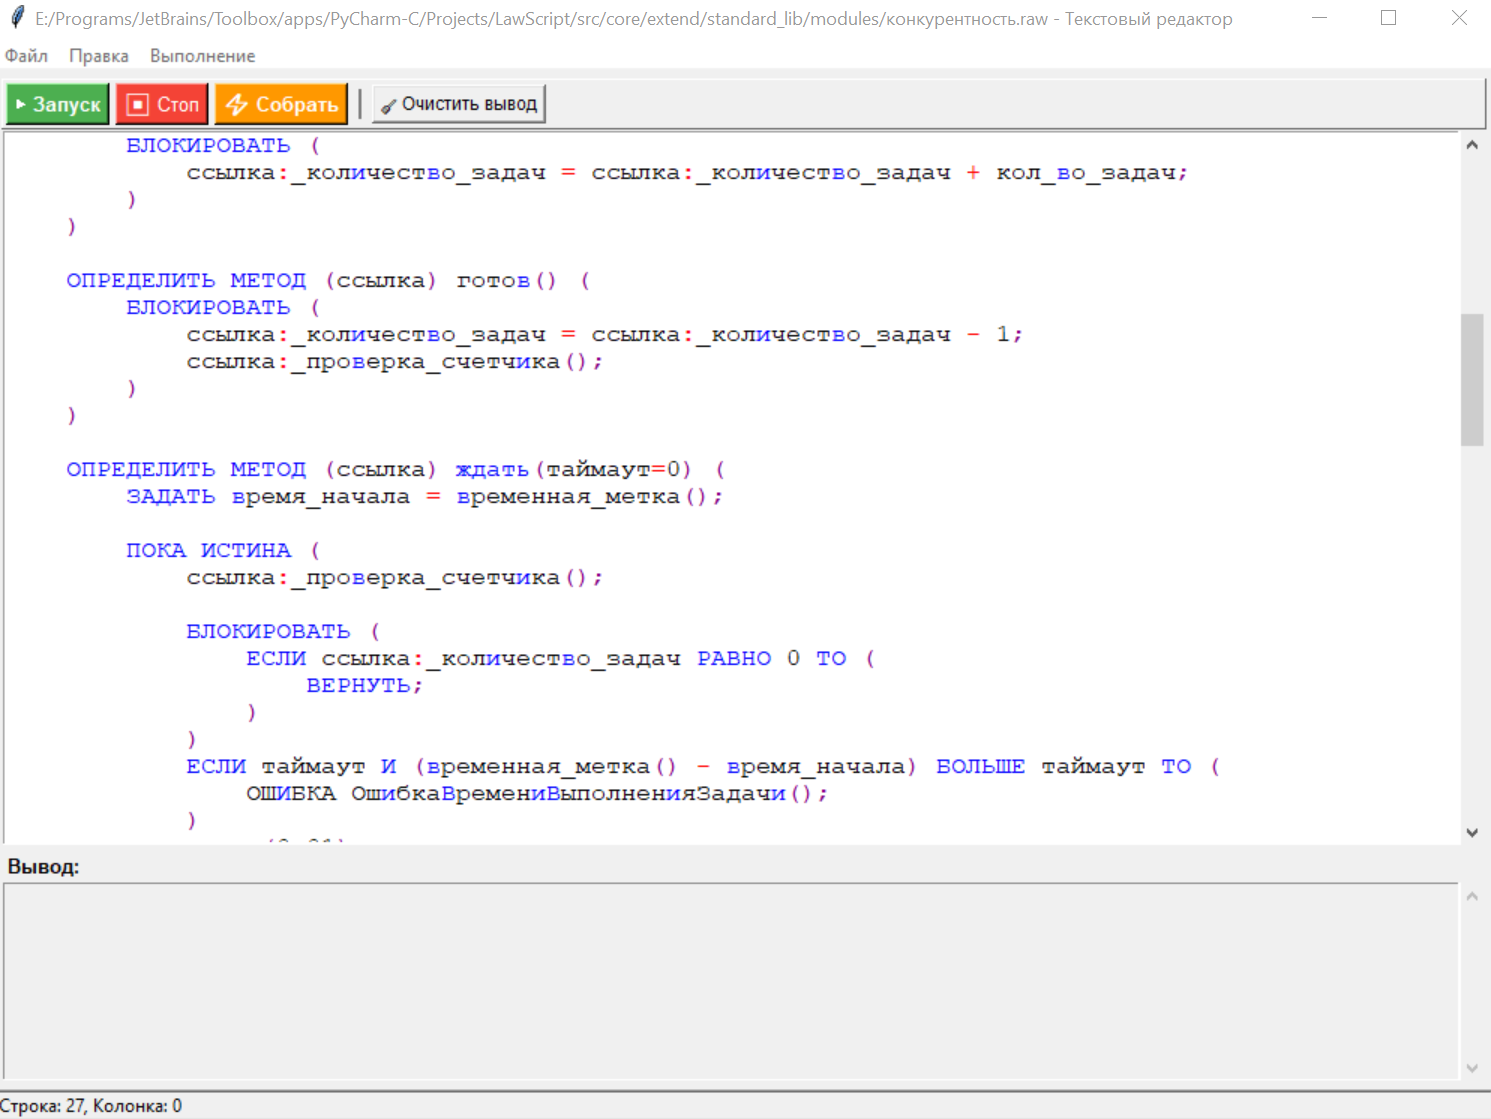 E:/Programs/JetBrains/Toolbox/apps/PyCharm-C/Projects/LawScript/src/core/extend/standard_lib/modules/конкурентность.raw - Текстовый редактор
Файл Правка Выполнение
Запуск Стоп Собрать Очистить вывод
БЛОКИРОВАТЬ (
ссылка:_количество_задач = ссылка:_количество_задач + кол_во_задач;
)
)
ОПРЕДЕЛИТЬ МЕТОД (ссылка) готов() (
БЛОКИРОВАТЬ (
ссылка:_количество_задач = ссылка:_количество_задач - 1;
ссылка:_проверка_счетчика();
)
)
ОПРЕДЕЛИТЬ МЕТОД (ссылка) ждать(таймаут=0) (
ЗАДАТЬ время_начала = временная_метка();
ПОКА ИСТИНА (
ссылка:_проверка_счетчика();
БЛОКИРОВАТЬ (
ЕСЛИ ссылка:_количество_задач РАВНО 0 ТО (
ВЕРНУТЬ;
)
)
ЕСЛИ таймаут И (временная_метка() - время_начала) БОЛЬШЕ таймаут ТО (
ОШИБКА ОшибкаВремениВыполненияЗадачи();
)
Вывод:
Строка: 27, Колонка: 0